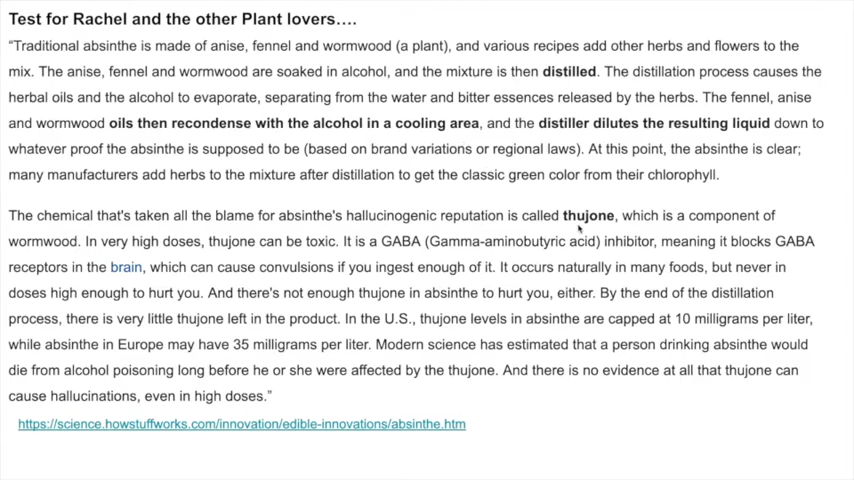 Test for Rachel and the other Plant lovers….
“Traditional absinthe is made of anise, fennel and wormwood (a plant), and various recipes add other herbs and flowers to the
mix. The anise, fennel and wormwood are soaked in alcohol, and the mixture is then distilled. The distillation process causes the
herbal oils and the alcohol to evaporate, separating from the water and bitter essences released by the herbs. The fennel, anise
and wormwood oils then recondense with the alcohol in a cooling area, and the distiller dilutes the resulting liquid down to
whatever proof the absinthe is supposed to be (based on brand variations or regional laws). At this point, the absinthe is clear;
many manufacturers add herbs to the mixture after distillation to get the classic green color from their chlorophyll.
The chemical that's taken all the blame for absinthe's hallucinogenic reputation is called thujone, which is a component of
wormwood. In very high doses, thujone can be toxic. It is a GABA (Gamma-aminobutyric acid) inhibitor, meaning it blocks GABA
receptors in the brain, which can cause convulsions if you ingest enough of it. It occurs naturally in many foods, but never in
doses high enough to hurt you. And there's not enough thujone in absinthe to hurt you, either. By the end of the distillation
process, there is very little thujone left in the product. In the U.S., thujone levels in absinthe are capped at 10 milligrams per liter,
while absinthe in Europe may have 35 milligrams per liter. Modern science has estimated that a person drinking absinthe would
die from alcohol poisoning long before he or she were affected by the thujone. And there is no evidence at all that thujone can
cause hallucinations, even in high doses.”
https://science.howstuffworks.com/innovation/edible-innovations/absinthe.htm